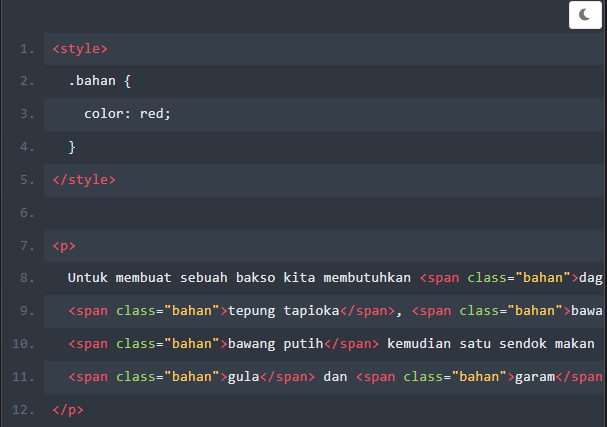 1. <style>
2. .bahan {
3. color: red;
4. }
5. </style>
6.
7. <p>
8. Untuk membuat sebuah bakso kita membutuhkan <span class="bahan">dag
9. <span class="bahan">tepung tapioka</span>, <span class="bahan">bawa
10. <span class="bahan">bawang putih</span> kemudian satu sendok makan
11. <span class="bahan">gula</span> dan <span class="bahan">garam</span
12. </p>